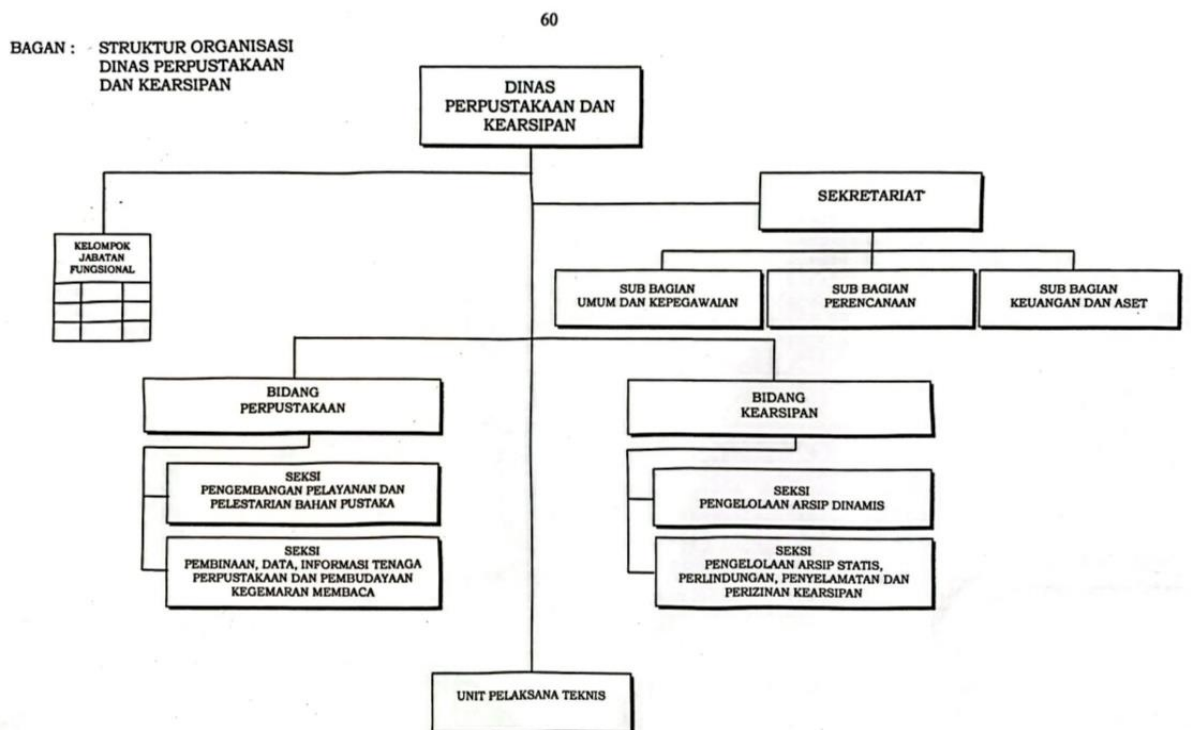 60
BAGAN : STRUKTUR ORGANISASI
DINAS PERPUSTAKAAN
DAN KEARSIPAN
DINAS
PERPUSTAKAAN DAN
KEARSIPAN
SEKRETARIAT
KELOMPOK
JABATAN
FUNGSIONAL
SUB BAGIAN
UMUM DAN KEPEGAWAIAN
SUB BAGIAN
PERENCANAAN
SUB BAGIAN
KEUANGAN DAN ASET
BIDANG
PERPUSTAKAAN
BIDANG
KEARSIPAN
SEKSI
PENGEMBANGAN PELAYANAN DAN
PELESTARIAN BAHAN PUSTAKA
SEKSI
PENGELOLAAN ARSIP DINAMIS
SEKSI
PEMBINAAN, DATA, INFORMASI TENAGA
PERPUSTAKAAN DAN PEMBUDAYAAN
KEGEMARAN MEMBACA
SEKSI
PENGELOLAAN ARSIP STATIS,
PERLINDUNGAN, PENYELAMATAN DAN
PERIZINAN KEARSIPAN
UNIT PELAKSANA TEKNIS